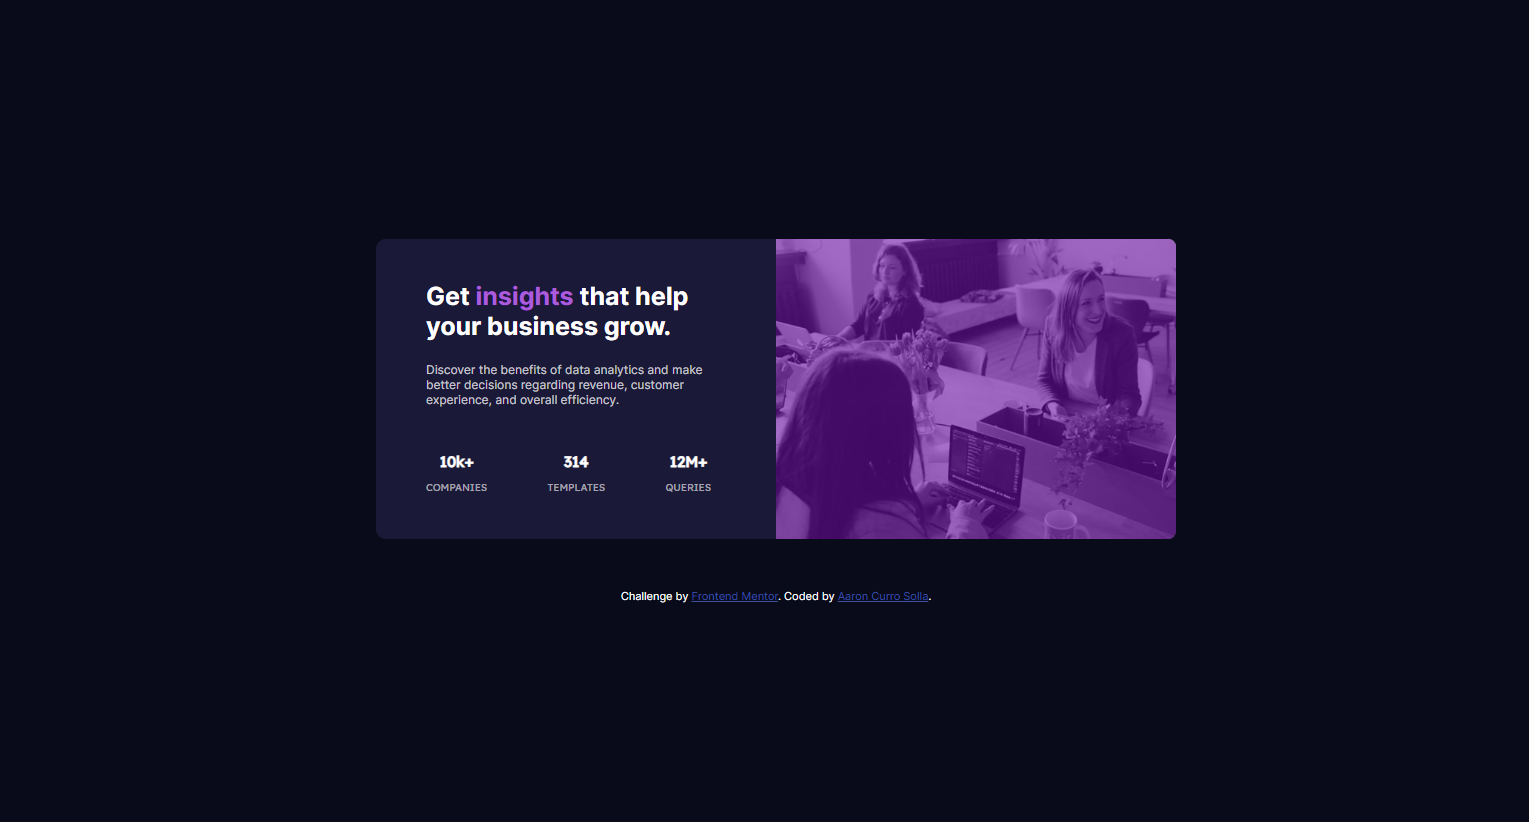 Get insights that help
your business grow.
Discover the benefits of data analytics and make
better decisions regarding revenue, customer
experience, and overall efficiency.
10k+ 314 12M+
COMPANIES TEMPLATES QUERIES
Challenge by Frontend Mentor. Coded by Aaron Curro Solla.